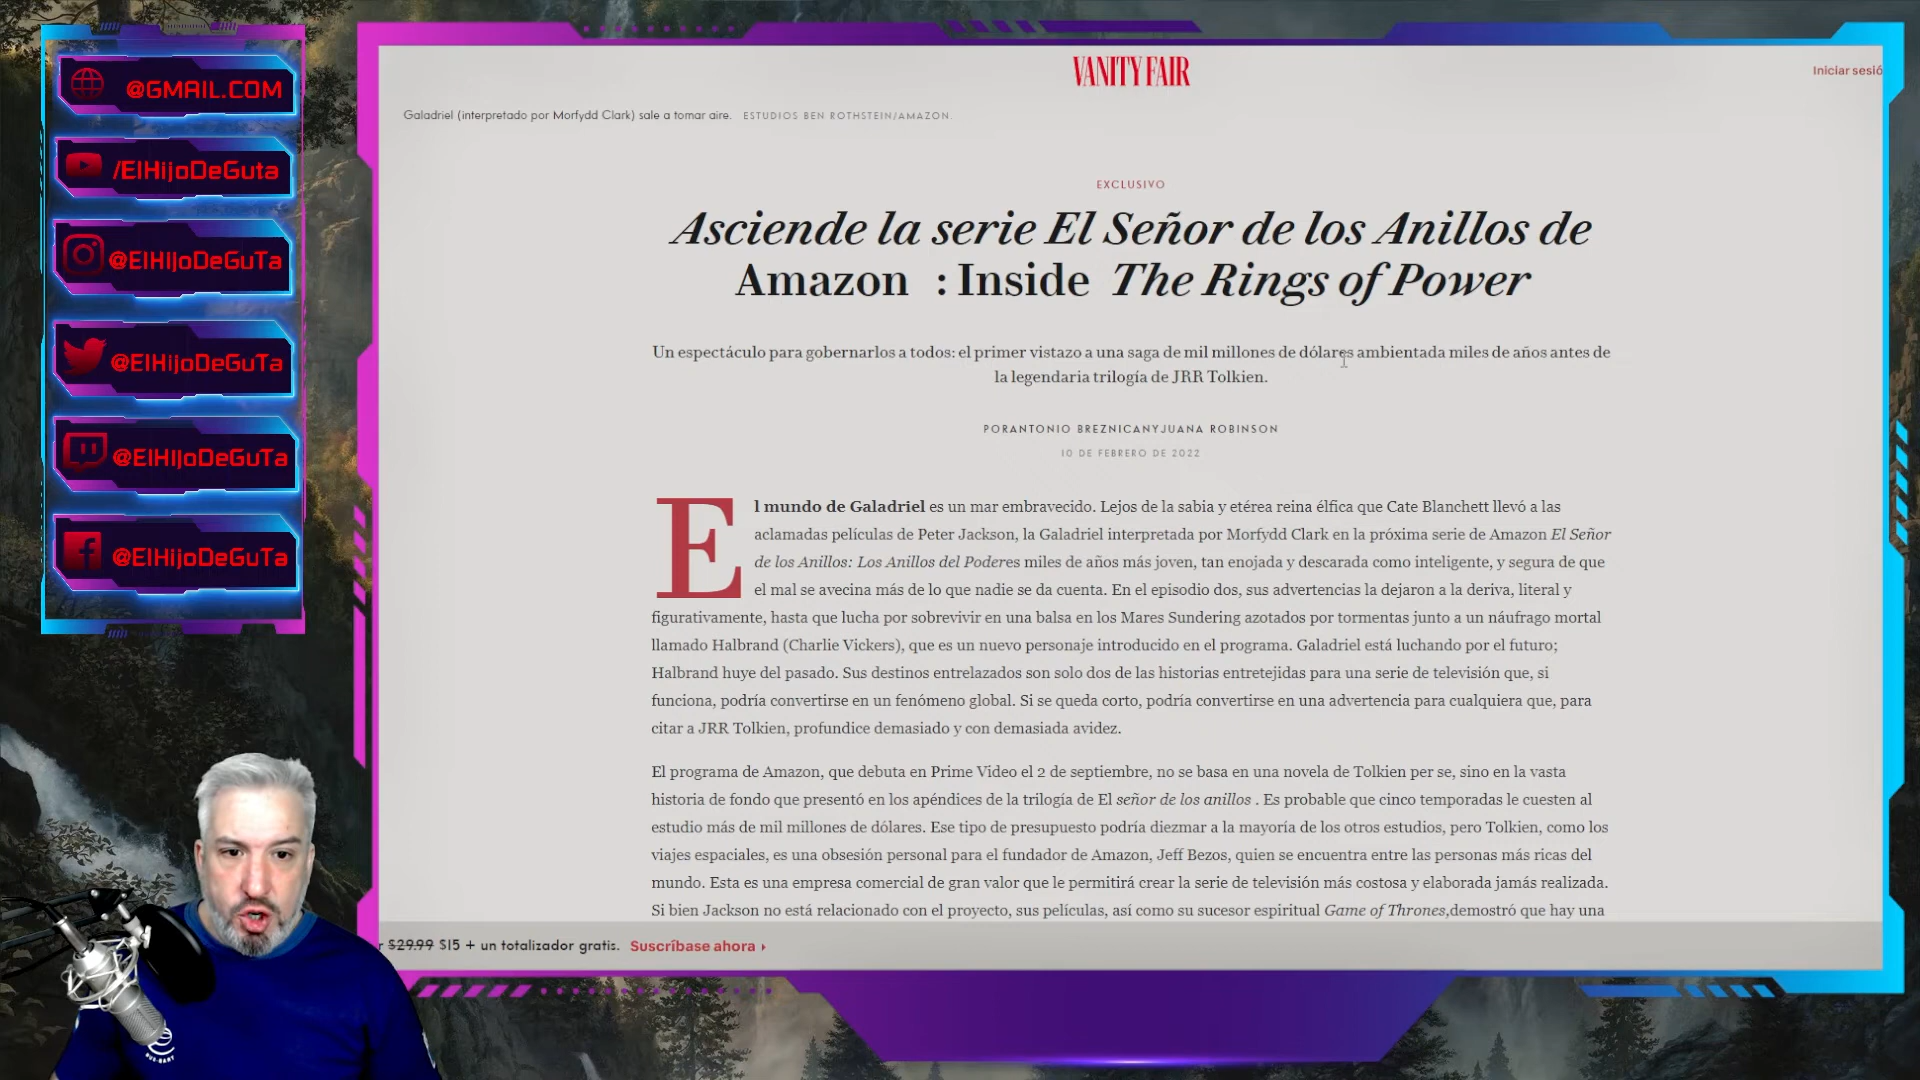 @GMAIL.COM
/ElHijoDeGuta
@ElHIjoDeGuTa
@ElHijoDeGuTa
@ElHIjoDeGuTa
@ElHijoDeGuTa
VANITY FAIR
Iniciar sesió
Galadriel (interpretado por Morfydd Clark) sale a tomar aire. ESTUDIOS BEN ROTHSTEIN/AMAZON.
EXCLUSIVO
Asciende la serie El Señor de los Anillos de
Amazon : Inside The Rings of Power
Un espectáculo para gobernarlos a todos: el primer vistazo a una saga de mil millones de dólares ambientada miles de años antes de
la legendaria trilogía de JRR Tolkien.
PORANTONIO BREZNICANYJUANA ROBINSON
10 DE FEBRERO DE 2022
El mundo de Galadriel es un mar embravecido. Lejos de la sabia y etérea reina élfica que Cate Blanchett llevó a las
aclamadas películas de Peter Jackson, la Galadriel interpretada por Morfydd Clark en la próxima serie de Amazon El Señor
de los Anillos: Los Anillos del Poderes miles de años más joven, tan enojada y descarada como inteligente, y segura de que
el mal se avecina más de lo que nadie se da cuenta. En el episodio dos, sus advertencias la dejaron a la deriva, literal y
figurativamente, hasta que lucha por sobrevivir en una balsa en los Mares Sundering azotados por tormentas junto a un náufrago mortal
llamado Halbrand (Charlie Vickers), que es un nuevo personaje introducido en el programa. Galadriel está luchando por el futuro;
Halbrand huye del pasado. Sus destinos entrelazados son solo dos de las historias entretejidas para una serie de televisión que, si
funciona, podría convertirse en un fenómeno global. Si se queda corto, podría convertirse en una advertencia para cualquiera que, para
citar a JRR Tolkien, profundice demasiado y con demasiada avidez.
El programa de Amazon, que debuta en Prime Video el 2 de septiembre, no se basa en una novela de Tolkien per se, sino en la vasta
historia de fondo que presentó en los apéndices de la trilogía de El señor de los anillos . Es probable que cinco temporadas le cuesten al
estudio más de mil millones de dólares. Ese tipo de presupuesto podría diezmar a la mayoría de los otros estudios, pero Tolkien, como los
viajes espaciales, es una obsesión personal para el fundador de Amazon, Jeff Bezos, quien se encuentra entre las personas más ricas del
mundo. Esta es una empresa comercial de gran valor que le permitirá crear la serie de televisión más costosa y elaborada jamás realizada.
Si bien Jackson no está relacionado con el proyecto, sus películas, así como su sucesor espiritual Game of Thrones,demostró que hay una
r $29.99 $15 + un totalizador gratis. Suscríbase ahora